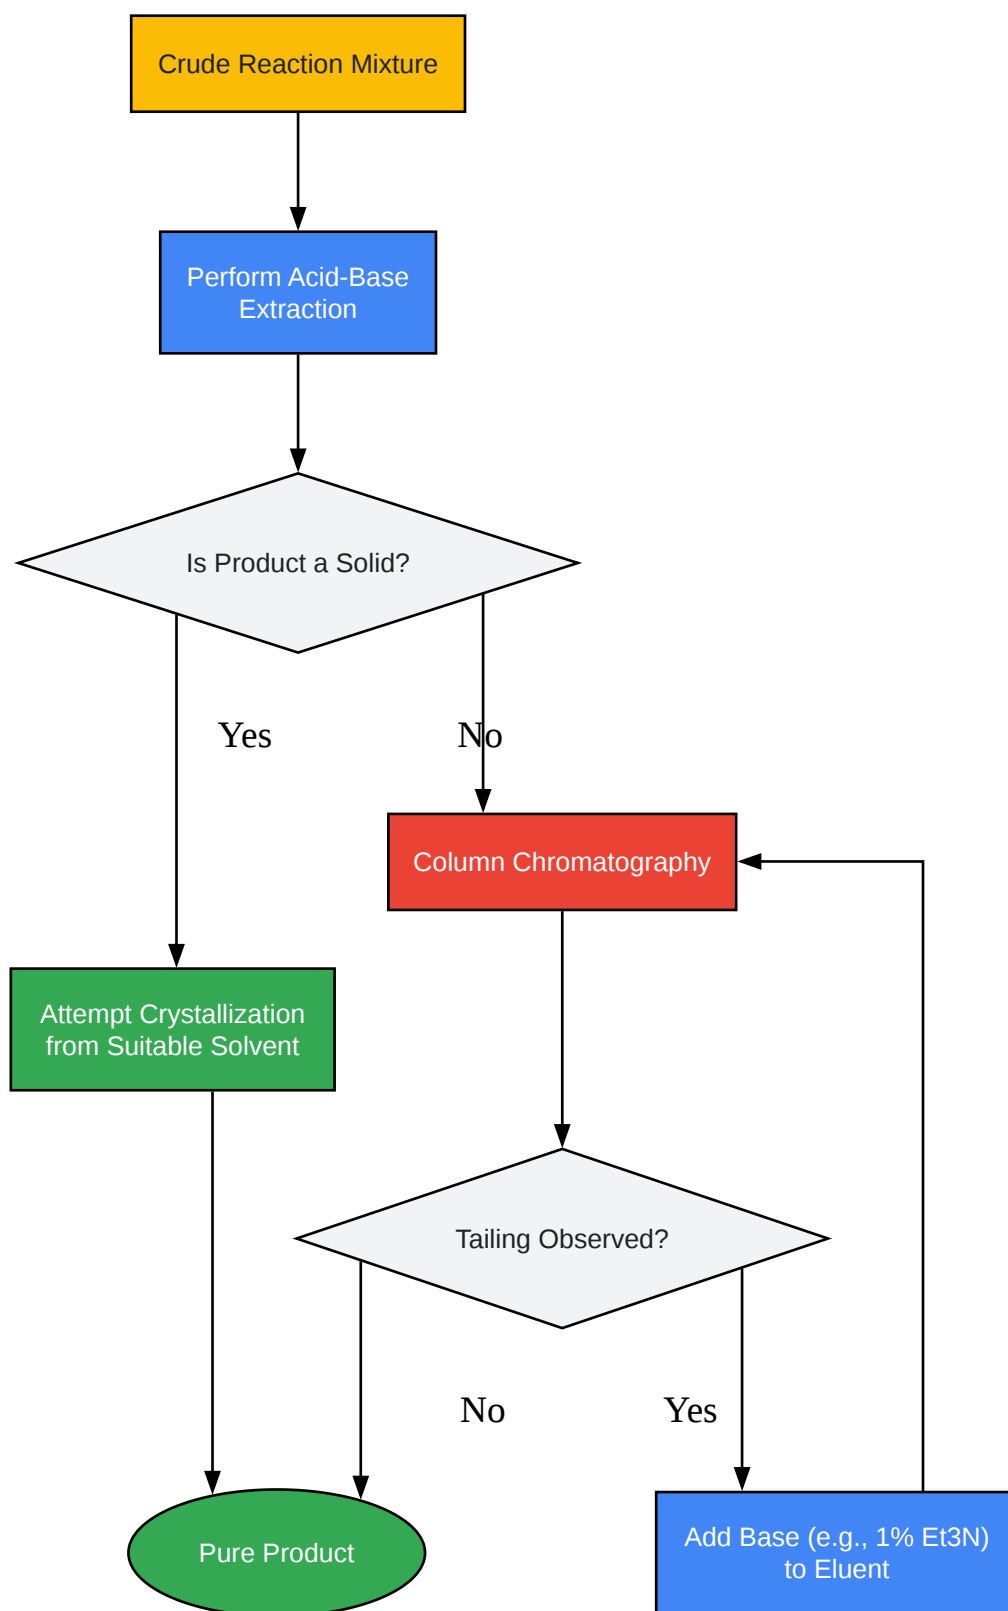 Crude Reaction Mixture
Perform Acid-Base
Extraction
Is Product a Solid?
Yes
No
Column Chromatography
Attempt Crystallization
from Suitable Solvent
Tailing Observed?
No
Yes
Pure Product
Add Base (e.g., 1% Et3N)
to Eluent